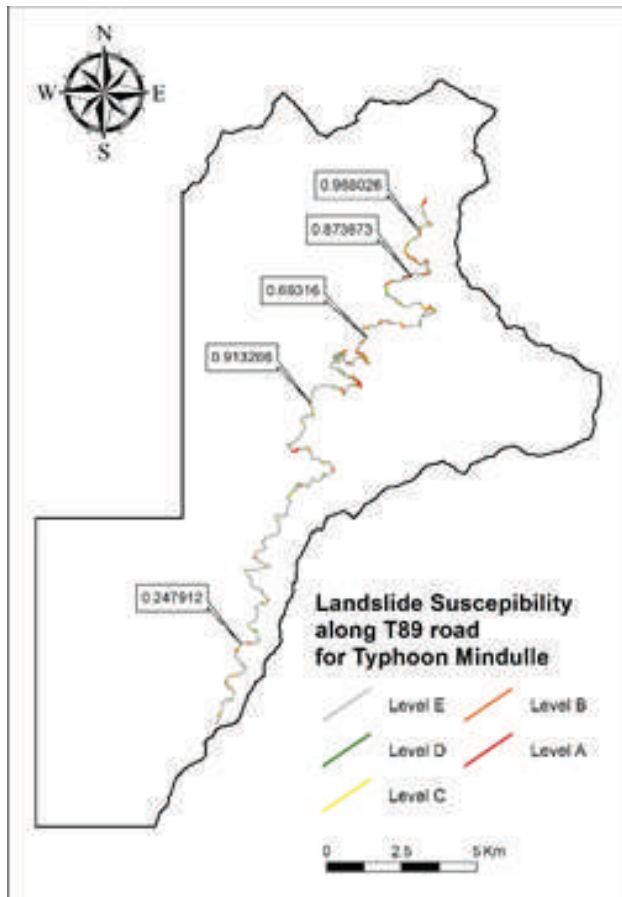 N
W E
S
0.968026
0.873873
0.69316
0.913266
0.247912
Landslide Suscepibility
along T89 road
for Typhoon Mindulle
Level E Level B
Level D Level A
Level C
0 2.5 5 Km